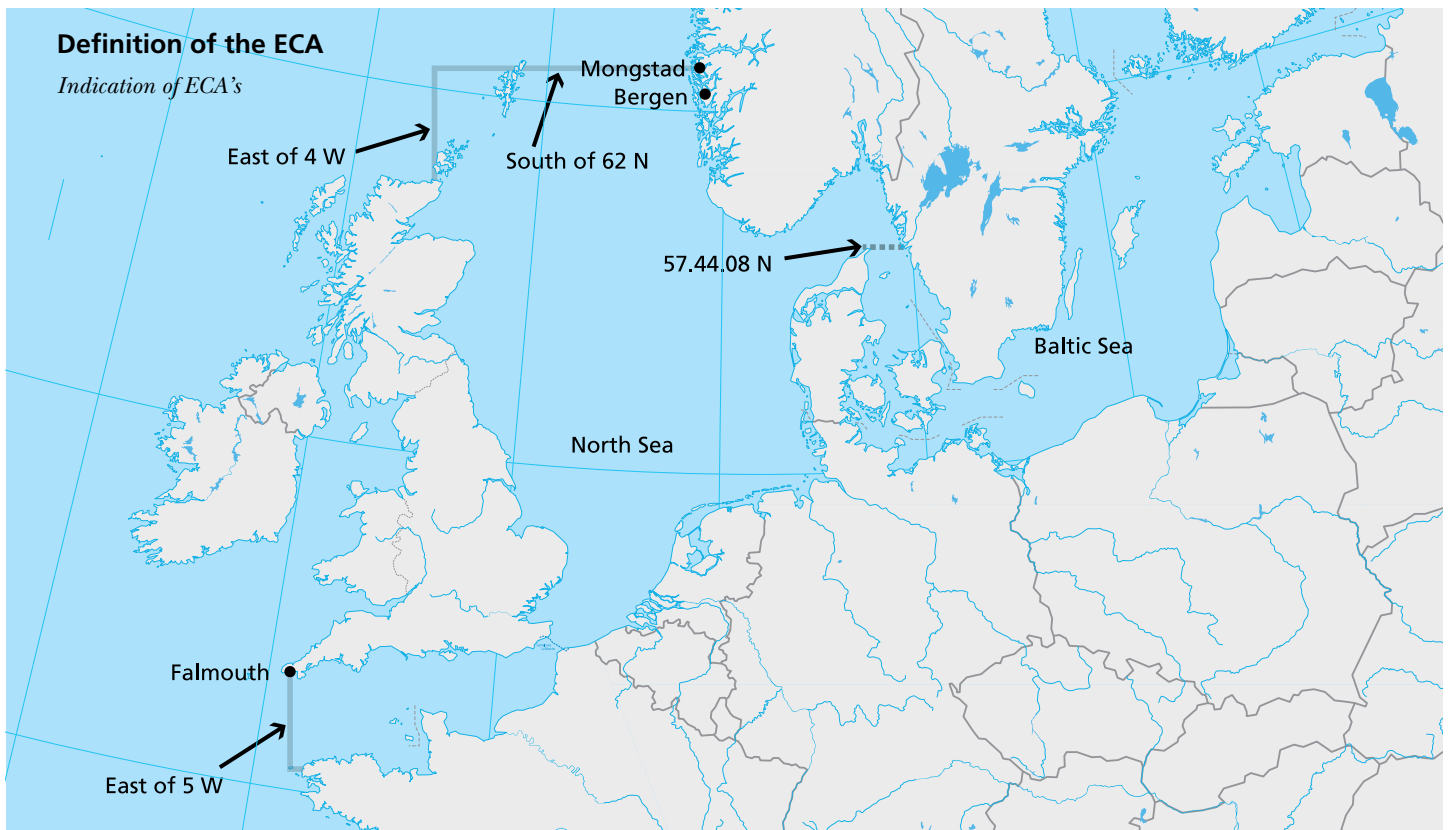 Definition of the ECA
Indication of ECA's
Mongstad
Bergen
East of 4 W
South of 62 N
57.44.08 N
Baltic Sea
North Sea
Falmouth
East of 5 W